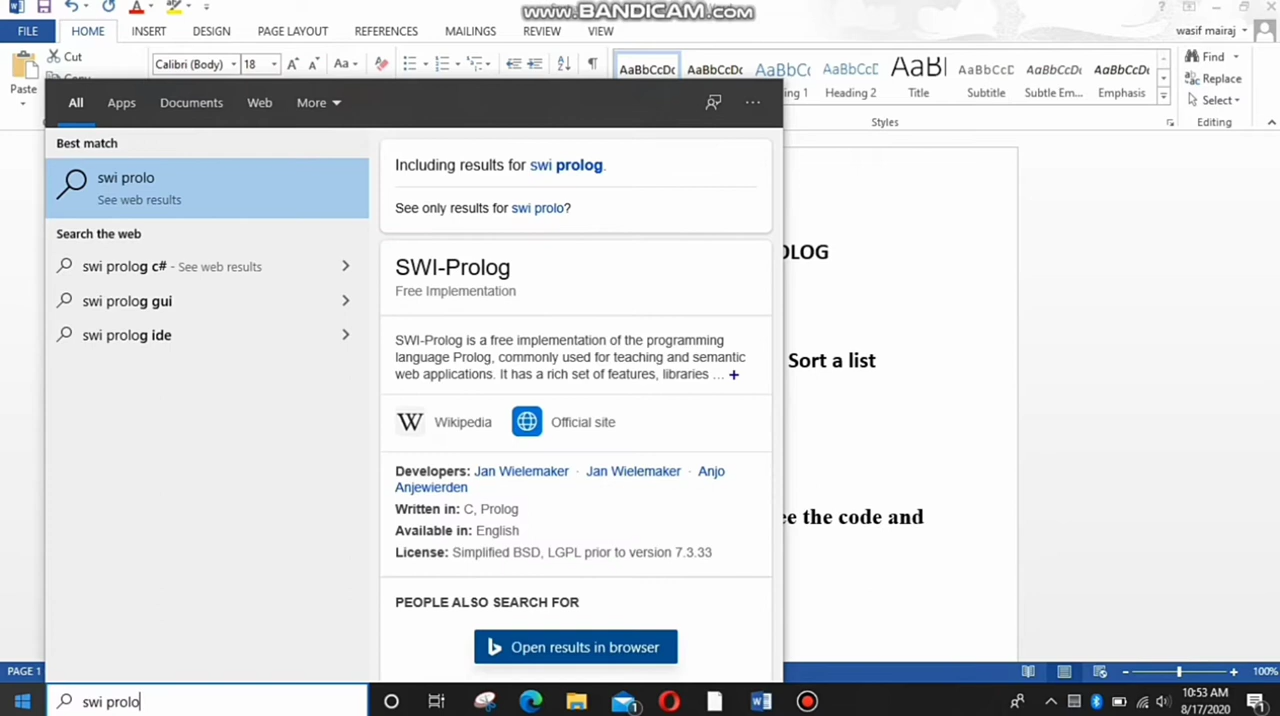 www.BANDICAM.com
FILE HOME INSERT DESIGN PAGE LAYOUT REFERENCES MAILINGS REVIEW VIEW
wasif mairaj
Cut
Calibri (Body) 18
Paste
AaBbCcDc AaBbCcDc AaBbCc AaBbCcD AaBl AaBbCcD AaBbCcDc AaBbCcDc
ng 1 Heading 2 Title Subtitle Subtle Em... Emphasis
Styles
Find
Replace
Select
Editing
All Apps Documents Web More
Best match
swi prolo
See web results
Search the web
swi prolog c# - See web results
swi prolog gui
swi prolog ide
Including results for swi prolog.
See only results for swi prolo?
SWI-Prolog
Free Implementation
SWI-Prolog is a free implementation of the programming
language Prolog, commonly used for teaching and semantic
web applications. It has a rich set of features, libraries ... +
Wikipedia Official site
Developers: Jan Wielemaker · Jan Wielemaker · Anjo
Anjewierden
Written in: C, Prolog
Available in: English
License: Simplified BSD, LGPL prior to version 7.3.33
PEOPLE ALSO SEARCH FOR
Open results in browser
OLOG
Sort a list
ee the code and
PAGE 1
100%
swi prolo
10:53 AM
8/17/2020